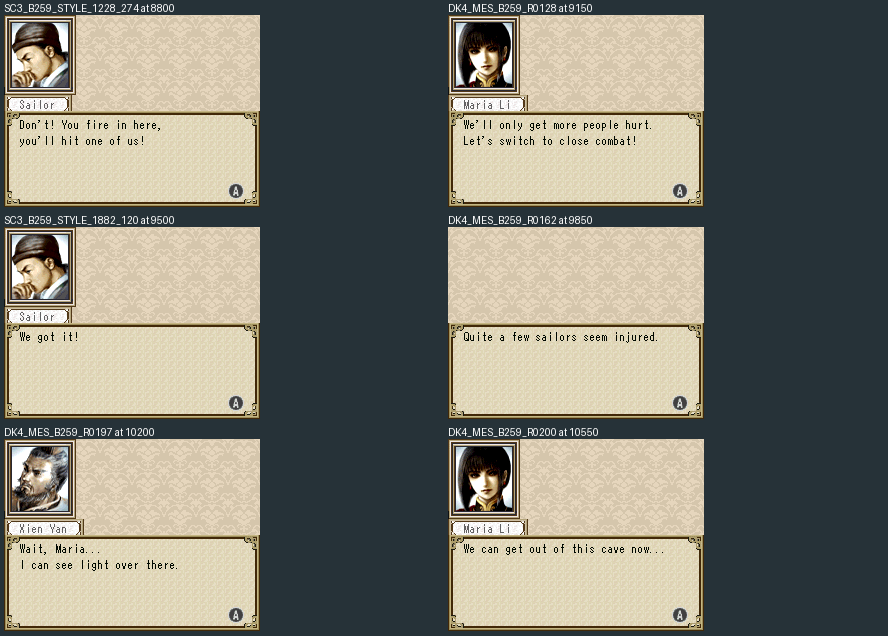 SC3_B259_STYLE_1228_274 at 8800
Sailor
Don't! You fire in here,
you'll hit one of us!
A
DK4_MES_B259_R0128 at 9150
Maria Li
We'll only get more people hurt.
Let's switch to close combat!
A
SC3_B259_STYLE_1882_120 at 9500
Sailor
We got it!
A
DK4_MES_B259_R0162 at 9850
Quite a few sailors seem injured.
A
DK4_MES_B259_R0197 at 10200
Xien Yan
Wait, Maria...
I can see light over there.
A
DK4_MES_B259_R0200 at 10550
Maria Li
We can get out of this cave now...
A